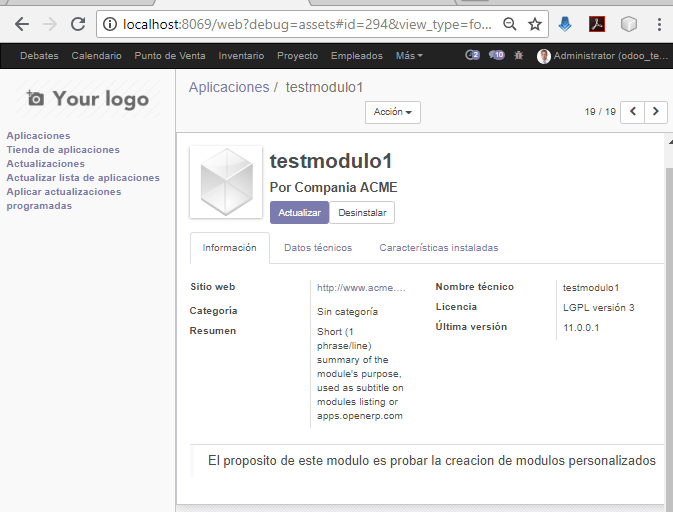 localhost:8069/web?debug=assets#id=294&view_type=fo...
Debates Calendario Punto de Venta Inventario Proyecto Empleados Más 2 10 Administrator (odoo_te...
Your logo
Aplicaciones / testmodulo1
Acción
19 / 19
Aplicaciones
Tienda de aplicaciones
Actualizaciones
Actualizar lista de aplicaciones
Aplicar actualizaciones
programadas
testmodulo1
Por Compania ACME
Actualizar Desinstalar
Información Datos técnicos Características instaladas
Sitio web http://www.acme....
Categoría Sin categoría
Resumen Short (1
phrase/line)
summary of the
module's purpose,
used as subtitle on
modules listing or
apps.openerp.com
Nombre técnico testmodulo1
Licencia LGPL versión 3
Última versión 11.0.0.1
El proposito de este modulo es probar la creacion de modulos personalizados